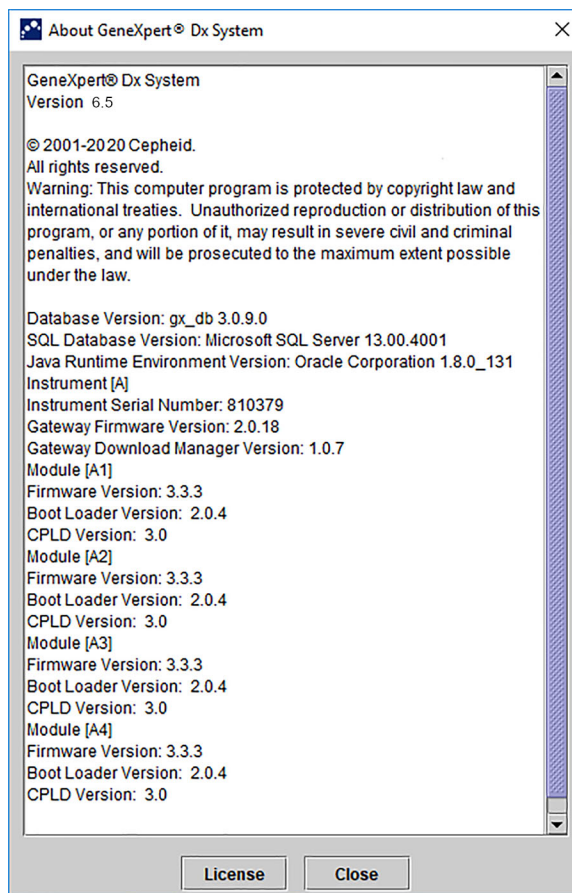 About GeneXpert® Dx System
GeneXpert® Dx System
Version 6.5
© 2001-2020 Cepheid.
All rights reserved.
Warning: This computer program is protected by copyright law and
international treaties. Unauthorized reproduction or distribution of this
program, or any portion of it, may result in severe civil and criminal
penalties, and will be prosecuted to the maximum extent possible
under the law.
Database Version: gx_db 3.0.9.0
SQL Database Version: Microsoft SQL Server 13.00.4001
Java Runtime Environment Version: Oracle Corporation 1.8.0_131
Instrument [A]
Instrument Serial Number: 810379
Gateway Firmware Version: 2.0.18
Gateway Download Manager Version: 1.0.7
Module [A1]
Firmware Version: 3.3.3
Boot Loader Version: 2.0.4
CPLD Version: 3.0
Module [A2]
Firmware Version: 3.3.3
Boot Loader Version: 2.0.4
CPLD Version: 3.0
Module [A3]
Firmware Version: 3.3.3
Boot Loader Version: 2.0.4
CPLD Version: 3.0
Module [A4]
Firmware Version: 3.3.3
Boot Loader Version: 2.0.4
CPLD Version: 3.0
License Close